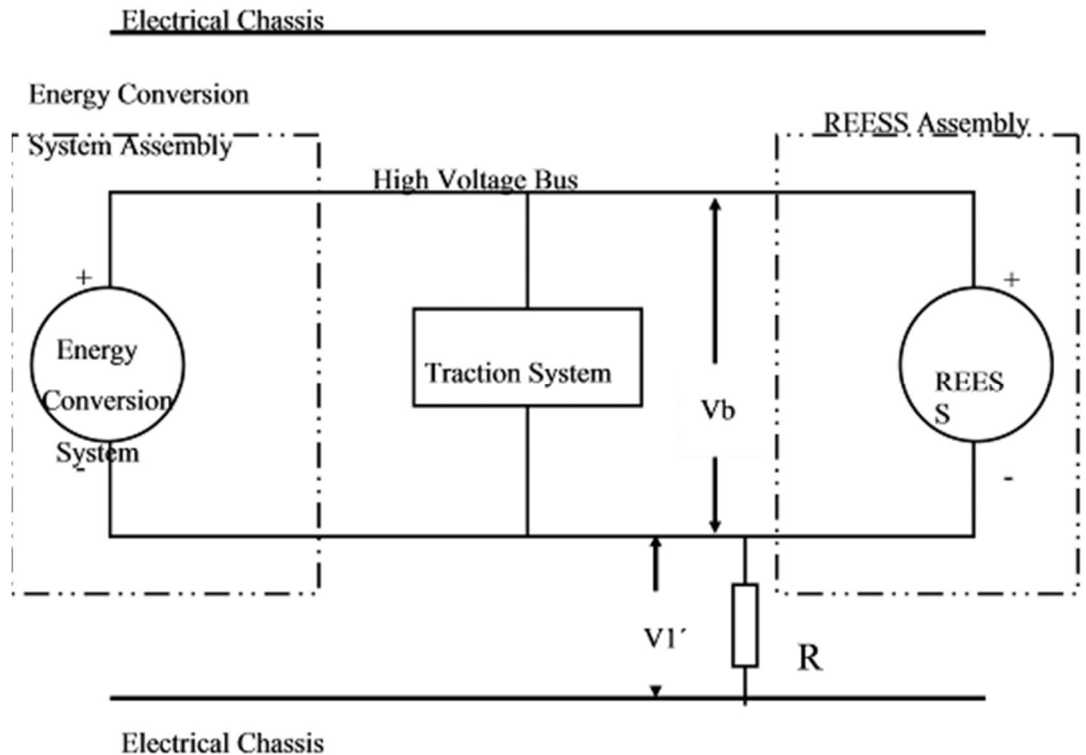 Electrical Chassis
Energy Conversion
System Assembly
REESS Assembly
High Voltage Bus
+
+
Energy
Conversion
System
-
Traction System
Vb
REES
S
-
V1´
R
Electrical Chassis